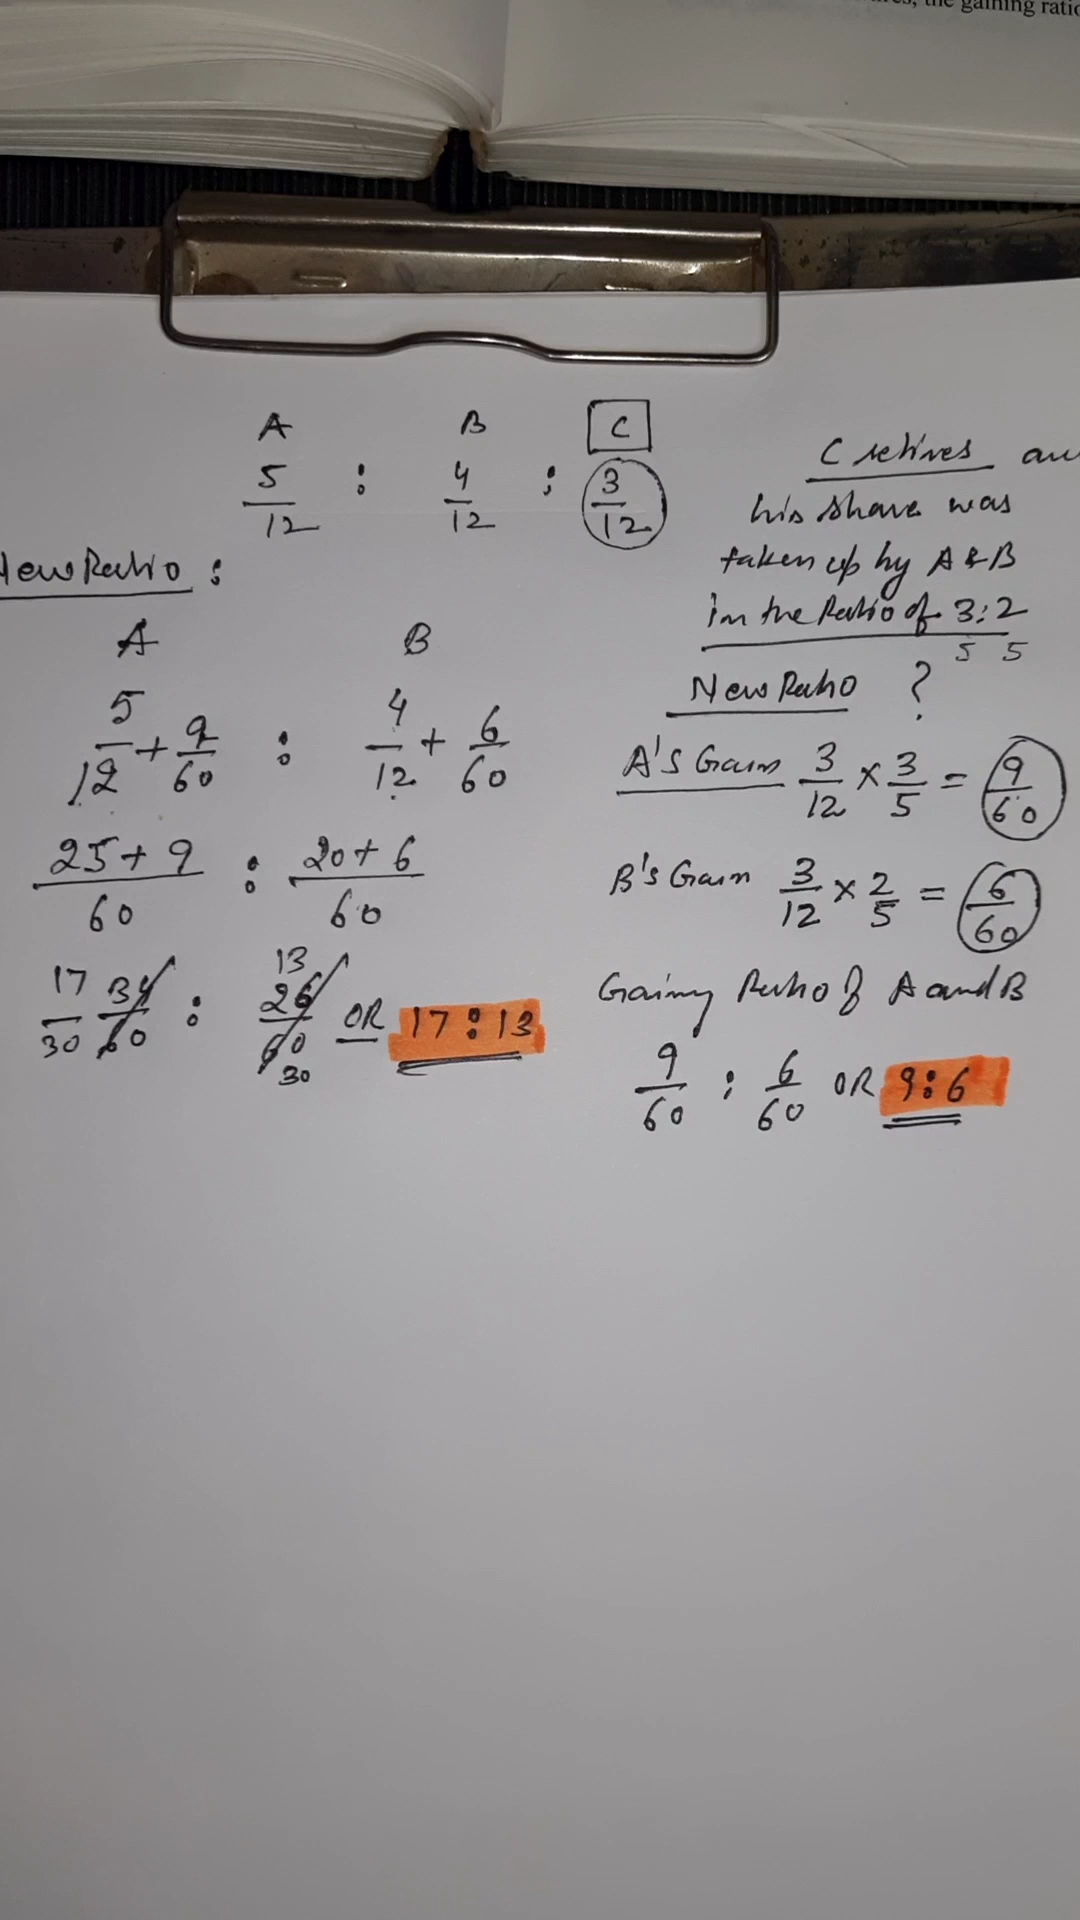 the gaining ratio
A B C
5/12 : 4/12 : 3/12
New Ratio :
A B
5/12 + 9/60 : 4/12 + 6/60
25+9/60 : 20+6/60
17/30 34/60 : 13 26/60 30 OR 17:13
C retires
his share was
taken up by A & B
in the Ratio of 3:2
5 5
New Ratio ?
A's Gain 3/12 × 3/5 = 9/60
B's Gain 3/12 × 2/5 = 6/60
Gaining Ratio of A and B
9/60 : 6/60 OR 9:6